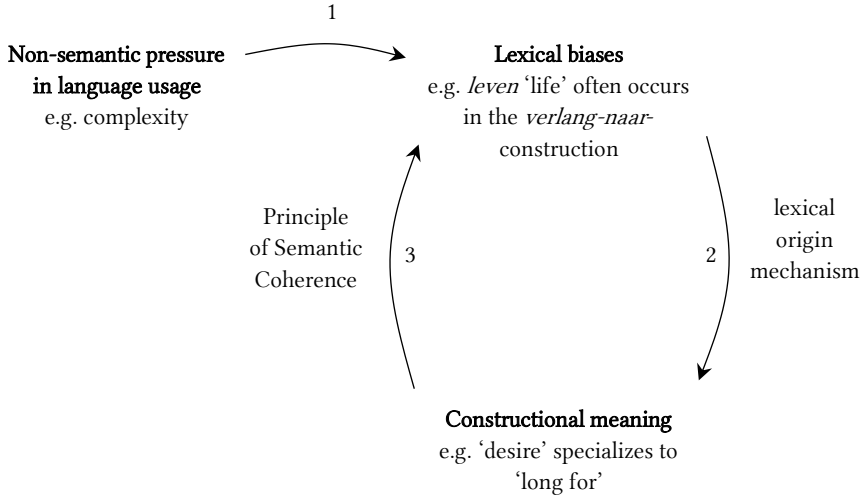 1
Non-semantic pressure
in language usage
e.g. complexity
Lexical biases
e.g. leven ‘life’ often occurs
in the verlang-naar-
construction
Principle
of Semantic
Coherence
3
2
lexical
origin
mechanism
Constructional meaning
e.g. ‘desire’ specializes to
‘long for’